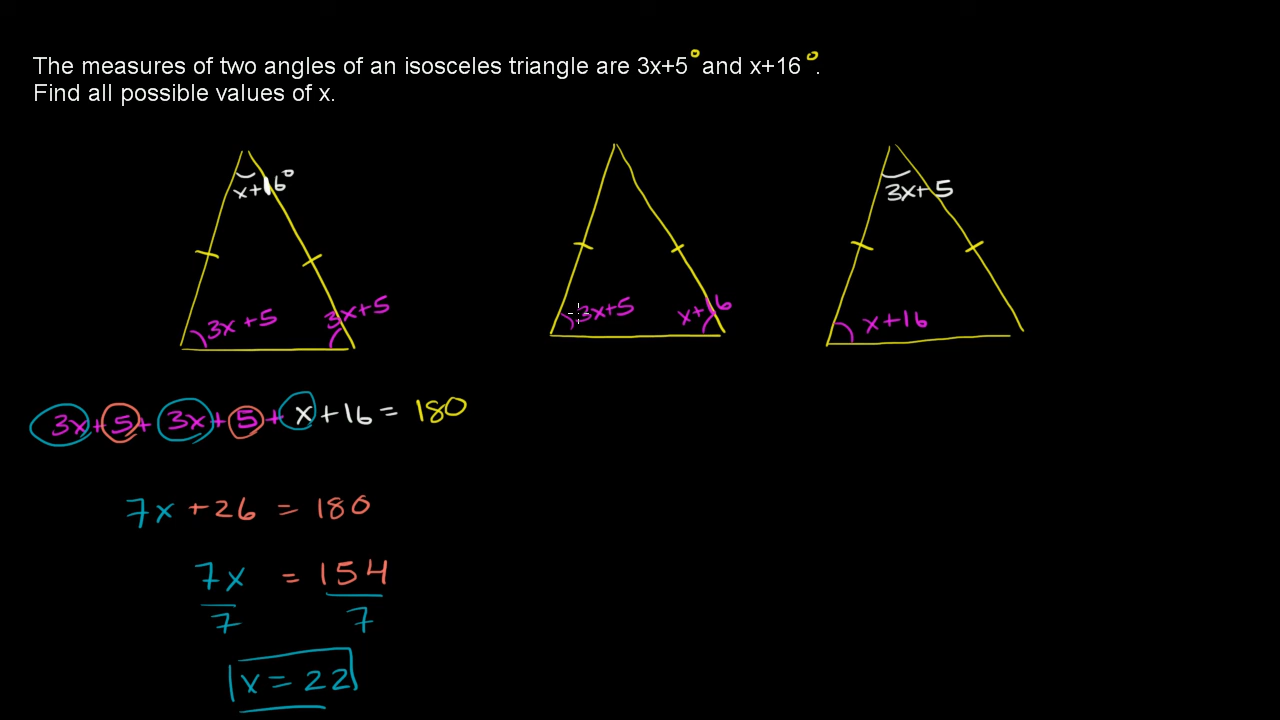 The measures of two angles of an isosceles triangle are 3x+5° and x+16°.
Find all possible values of x.
x+16°
3x+5
3x+5
3x+5
x+16
3x+5
x+16
3x+5+3x+5+x+16=180
7x+26=180
7x=154
7 7
x=22